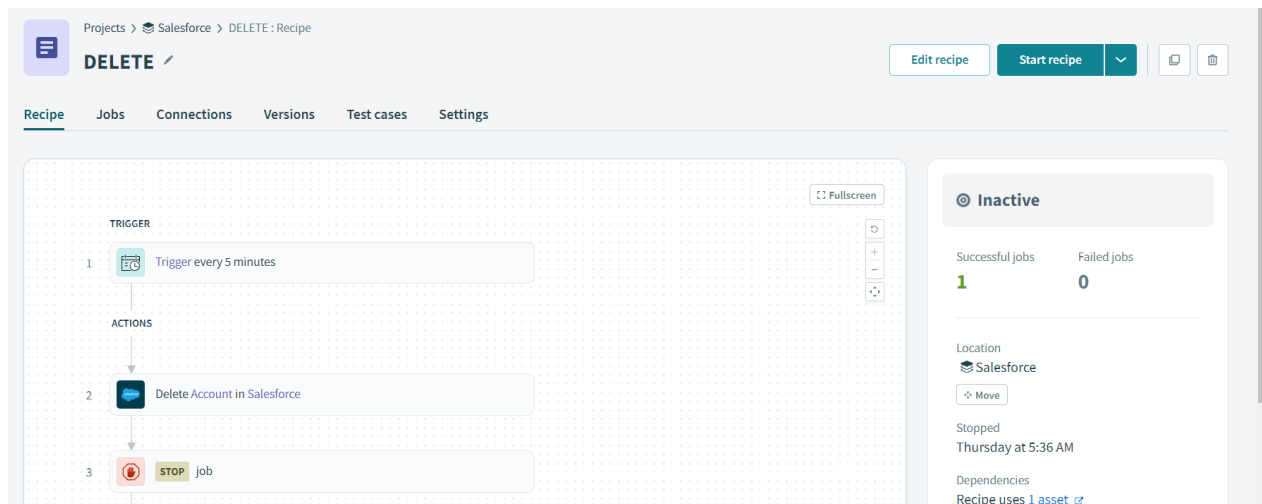 Projects > Salesforce > DELETE : Recipe
DELETE
Edit recipe
Start recipe
Recipe Jobs Connections Versions Test cases Settings
Fullscreen
TRIGGER
1 Trigger every 5 minutes
ACTIONS
2 Delete Account in Salesforce
3 STOP job
Inactive
Successful jobs Failed jobs
1 0
Location
Salesforce
Move
Stopped
Thursday at 5:36 AM
Dependencies
Recipe uses 1 asset